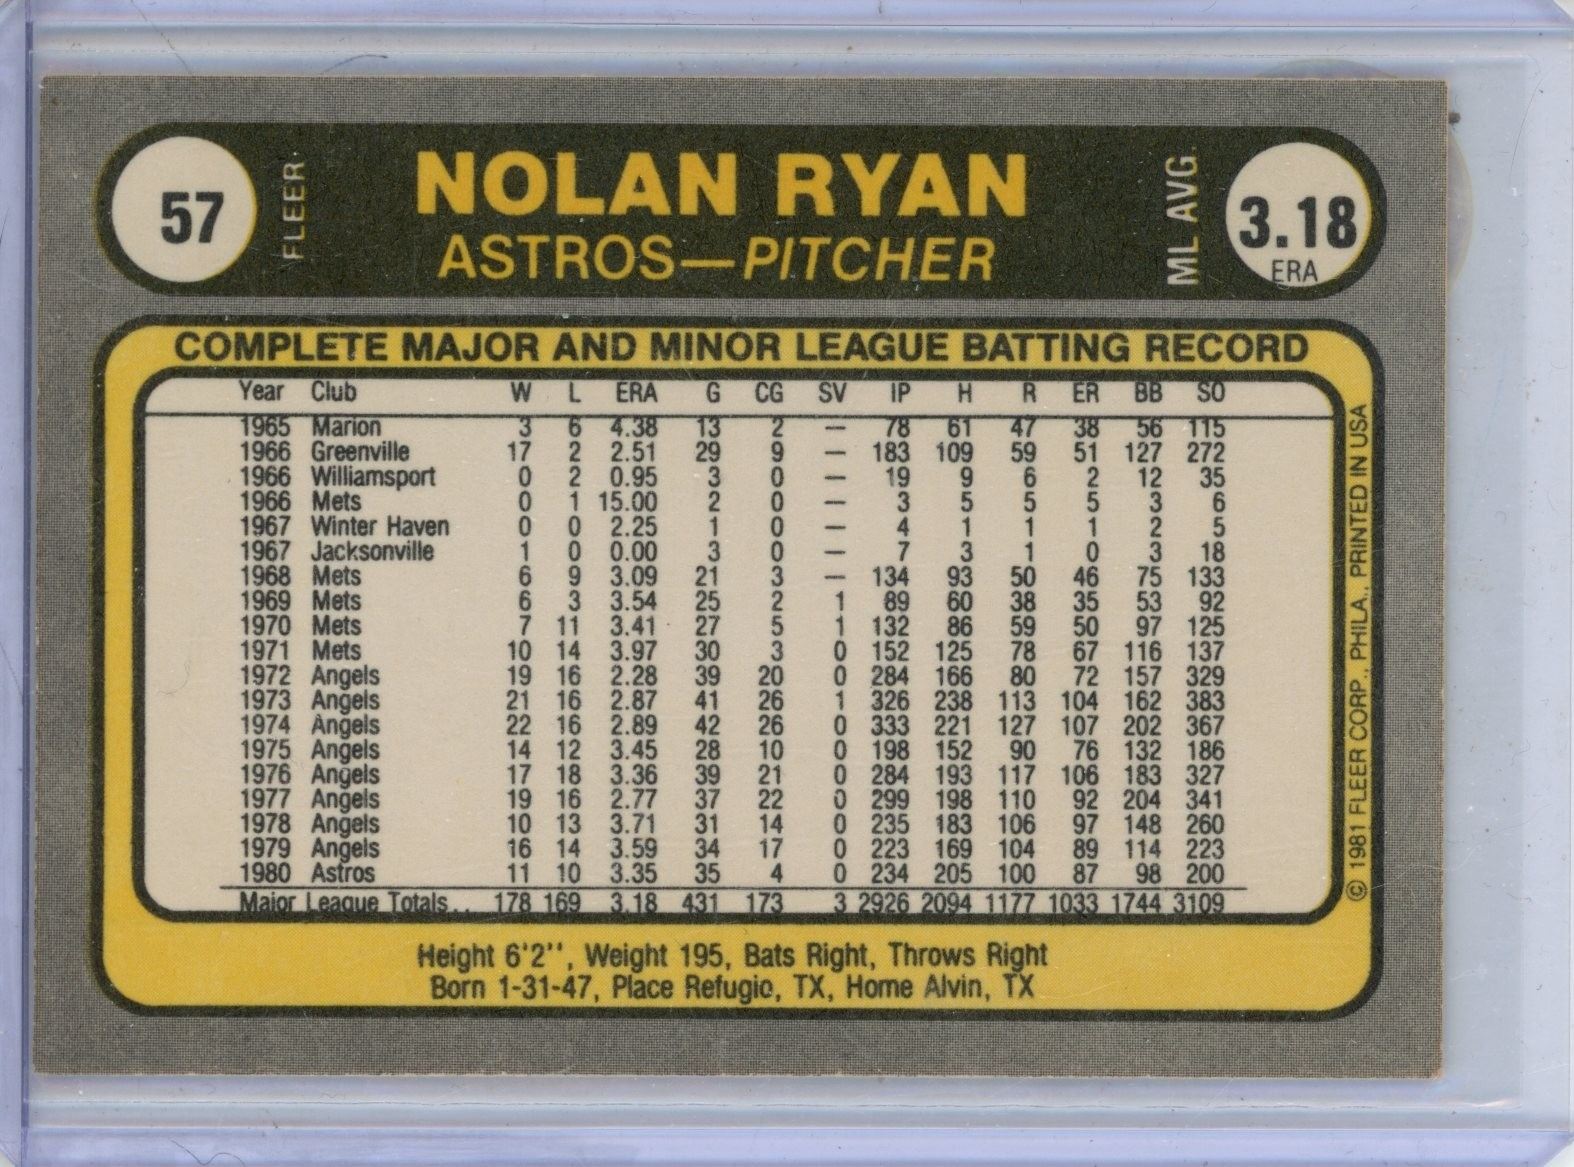 57 FLEER NOLAN RYAN ML AVG. 3.18
ASTROS—PITCHER ERA
COMPLETE MAJOR AND MINOR LEAGUE BATTING RECORD
Year Club W L ERA G CG SV IP H R ER BB SO
1965 Marion 3 6 4.38 13 2 — 78 61 47 38 56 115
1966 Greenville 17 2 2.51 29 9 — 183 109 59 51 127 272
1966 Williamsport 0 2 0.95 3 0 — 19 9 6 2 12 35
1966 Mets 0 1 15.00 2 0 — 3 5 5 5 3 6
1967 Winter Haven 0 0 2.25 1 0 — 4 1 1 1 2 5
1967 Jacksonville 1 0 0.00 3 0 — 7 3 1 0 3 18
1968 Mets 6 9 3.09 21 3 — 134 93 50 46 75 133
1969 Mets 6 3 3.54 25 2 1 89 60 38 35 53 92
1970 Mets 7 11 3.41 27 5 1 132 86 59 50 97 125
1971 Mets 10 14 3.97 30 3 0 152 125 78 67 116 137
1972 Angels 19 16 2.28 39 20 0 284 166 80 72 157 329
1973 Angels 21 16 2.87 41 26 1 326 238 113 104 162 383
1974 Angels 22 16 2.89 42 26 0 333 221 127 107 202 367
1975 Angels 14 12 3.45 28 10 0 198 152 90 76 132 186
1976 Angels 17 18 3.36 39 21 0 284 193 117 106 183 327
1977 Angels 19 16 2.77 37 22 0 299 198 110 92 204 341
1978 Angels 10 13 3.71 31 14 0 235 183 106 97 148 260
1979 Angels 16 14 3.59 34 17 0 223 169 104 89 114 223
1980 Astros 11 10 3.35 35 4 0 234 205 100 87 98 200
Major League Totals.. 178 169 3.18 431 173 3 2926 2094 1177 1033 1744 3109
Height 6'2'', Weight 195, Bats Right, Throws Right
Born 1-31-47, Place Refugio, TX, Home Alvin, TX
© 1981 FLEER CORP., PHILA., PRINTED IN USA